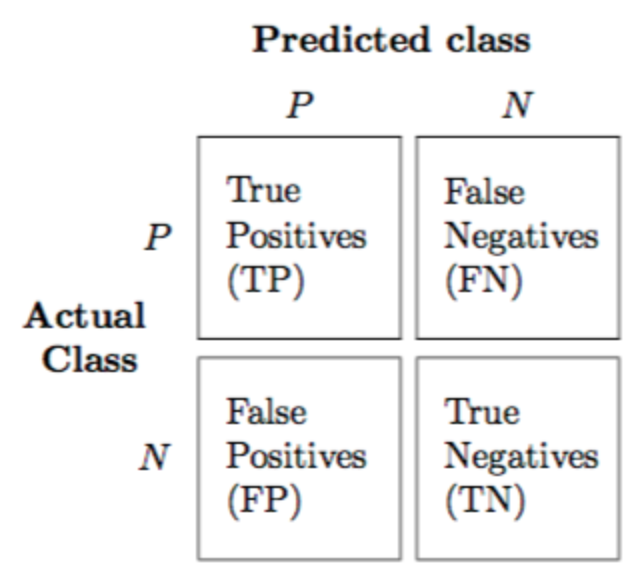 Predicted class
P N
True
Positives
(TP)
False
Negatives
(FN)
P
Actual
Class
False
Positives
(FP)
True
Negatives
(TN)
N